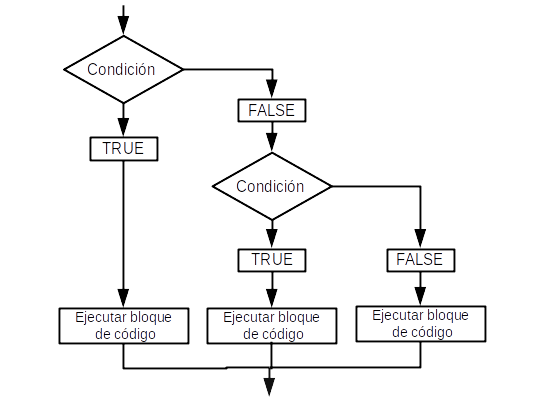 Condición
FALSE
TRUE
Condición
TRUE
FALSE
Ejecutar bloque
de código
Ejecutar bloque
de código
Ejecutar bloque
de código